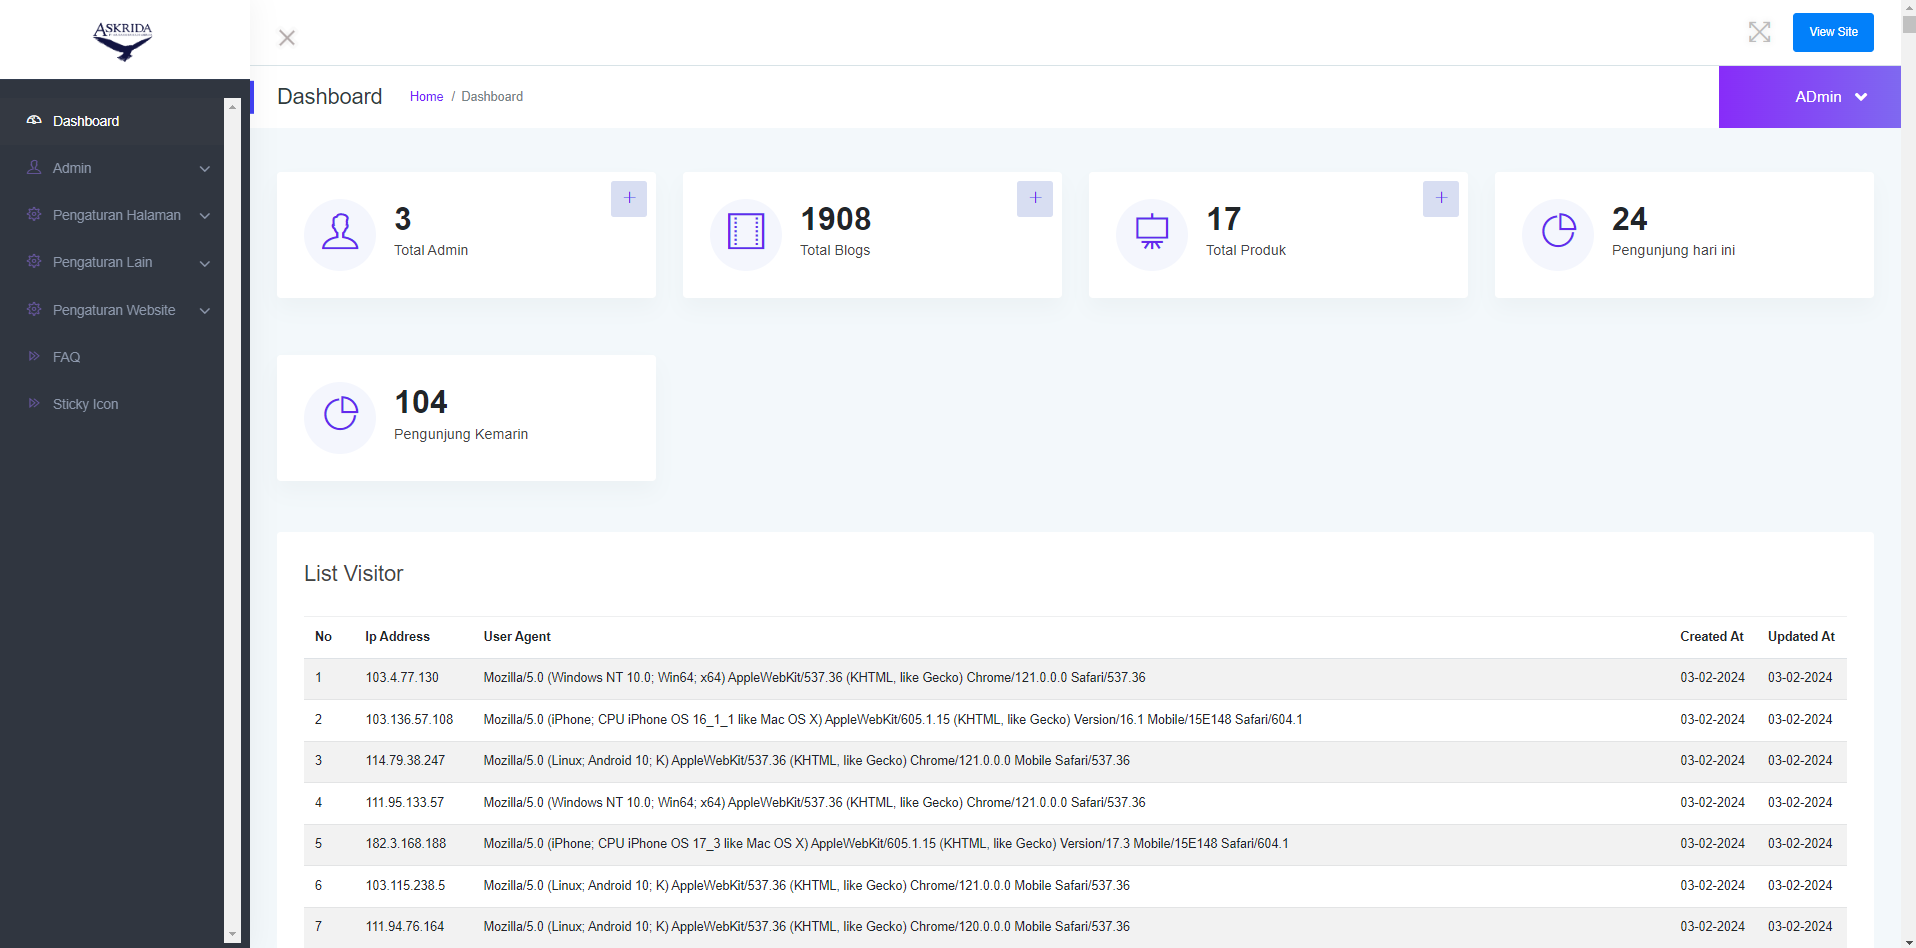 ASKRIDA
View Site
Dashboard
Home / Dashboard
ADmin
Dashboard
Admin
Pengaturan Halaman
Pengaturan Lain
Pengaturan Website
FAQ
Sticky Icon
3
Total Admin
1908
Total Blogs
17
Total Produk
24
Pengunjung hari ini
104
Pengunjung Kemarin
List Visitor
No Ip Address User Agent Created At Updated At
1 103.4.77.130 Mozilla/5.0 (Windows NT 10.0; Win64; x64) AppleWebKit/537.36 (KHTML, like Gecko) Chrome/121.0.0.0 Safari/537.36 03-02-2024 03-02-2024
2 103.136.57.108 Mozilla/5.0 (iPhone; CPU iPhone OS 16_1_1 like Mac OS X) AppleWebKit/605.1.15 (KHTML, like Gecko) Version/16.1 Mobile/15E148 Safari/604.1 03-02-2024 03-02-2024
3 114.79.38.247 Mozilla/5.0 (Linux; Android 10; K) AppleWebKit/537.36 (KHTML, like Gecko) Chrome/121.0.0.0 Mobile Safari/537.36 03-02-2024 03-02-2024
4 111.95.133.57 Mozilla/5.0 (Windows NT 10.0; Win64; x64) AppleWebKit/537.36 (KHTML, like Gecko) Chrome/121.0.0.0 Safari/537.36 03-02-2024 03-02-2024
5 182.3.168.188 Mozilla/5.0 (iPhone; CPU iPhone OS 17_3 like Mac OS X) AppleWebKit/605.1.15 (KHTML, like Gecko) Version/17.3 Mobile/15E148 Safari/604.1 03-02-2024 03-02-2024
6 103.115.238.5 Mozilla/5.0 (Linux; Android 10; K) AppleWebKit/537.36 (KHTML, like Gecko) Chrome/121.0.0.0 Mobile Safari/537.36 03-02-2024 03-02-2024
7 111.94.76.164 Mozilla/5.0 (Linux; Android 10; K) AppleWebKit/537.36 (KHTML, like Gecko) Chrome/120.0.0.0 Mobile Safari/537.36 03-02-2024 03-02-2024